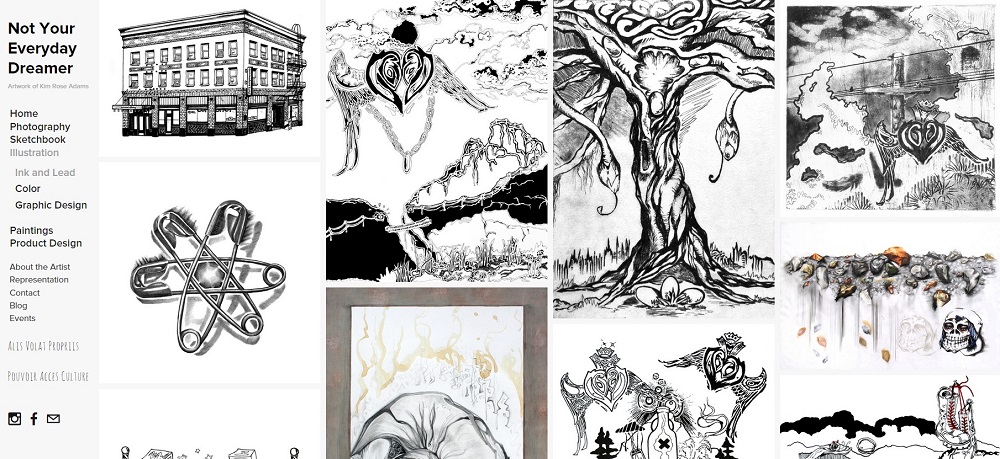 Not Your
Everyday
Dreamer
Artwork of Kim Rose Adams
Home
Photography
Sketchbook
Illustration
Ink and Lead
Color
Graphic Design
Paintings
Product Design
About the Artist
Representation
Contact
Blog
Events
Alis Volat Propriis
Pouvoir Acces Culture